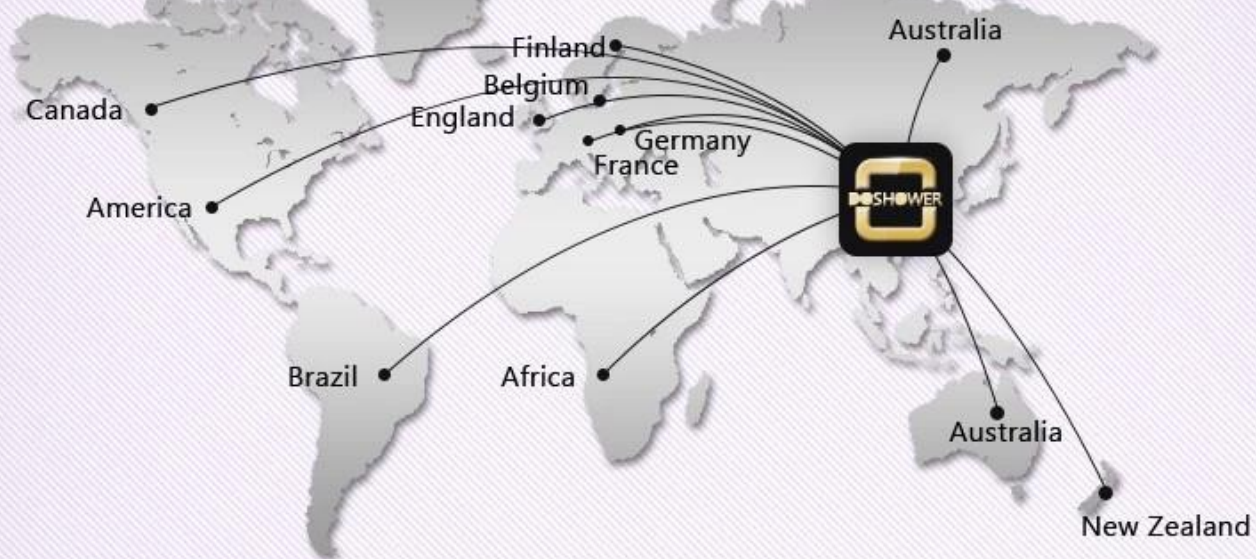 Australia
Finland
Belgium
Canada
England
Germany
France
DOSHOWER
America
Brazil
Africa
Australia
New Zealand